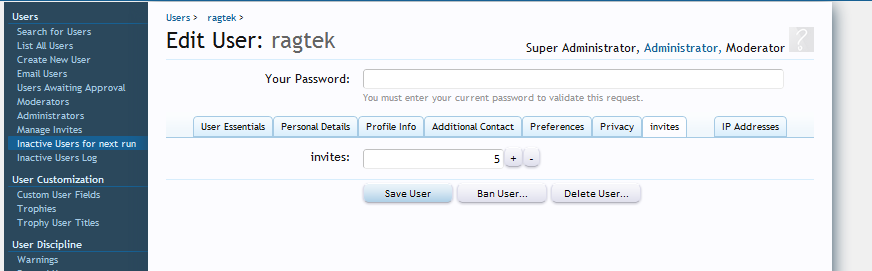 Users
Search for Users
List All Users
Create New User
Email Users
Users Awaiting Approval
Moderators
Administrators
Manage Invites
Inactive Users for next run
Inactive Users Log
User Customization
Custom User Fields
Trophies
Trophy User Titles
User Discipline
Warnings
Users > ragtek >
Edit User: ragtek
Super Administrator, Administrator, Moderator ?
Your Password:
You must enter your current password to validate this request.
User Essentials Personal Details Profile Info Additional Contact Preferences Privacy invites IP Addresses
invites: 5 + -
Save User Ban User... Delete User...